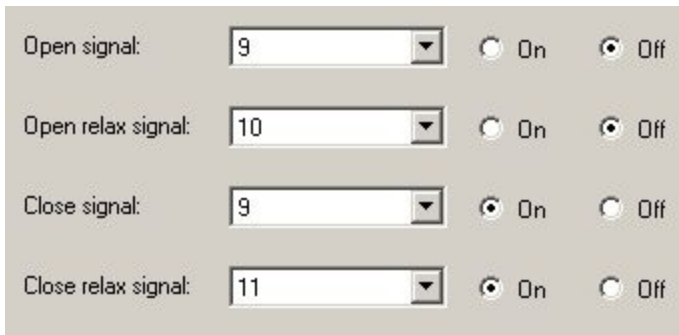 Open signal: 9 On Off
Open relax signal: 10 On Off
Close signal: 9 On Off
Close relax signal: 11 On Off